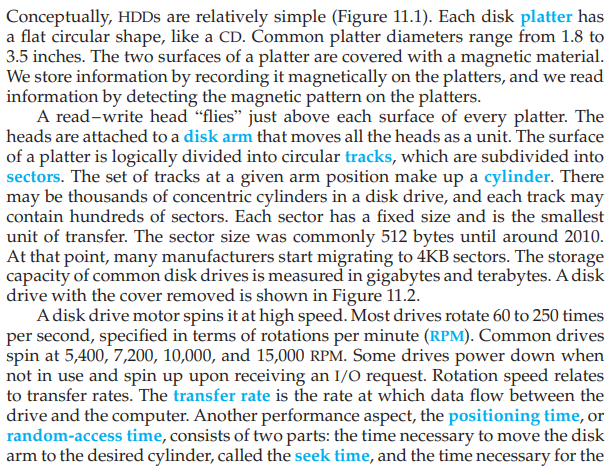 Conceptually, HDDs are relatively simple (Figure 11.1). Each disk platter has
a flat circular shape, like a CD. Common platter diameters range from 1.8 to
3.5 inches. The two surfaces of a platter are covered with a magnetic material.
We store information by recording it magnetically on the platters, and we read
information by detecting the magnetic pattern on the platters.
A read–write head “flies” just above each surface of every platter. The
heads are attached to a disk arm that moves all the heads as a unit. The surface
of a platter is logically divided into circular tracks, which are subdivided into
sectors. The set of tracks at a given arm position make up a cylinder. There
may be thousands of concentric cylinders in a disk drive, and each track may
contain hundreds of sectors. Each sector has a fixed size and is the smallest
unit of transfer. The sector size was commonly 512 bytes until around 2010.
At that point, many manufacturers start migrating to 4KB sectors. The storage
capacity of common disk drives is measured in gigabytes and terabytes. A disk
drive with the cover removed is shown in Figure 11.2.
A disk drive motor spins it at high speed. Most drives rotate 60 to 250 times
per second, specified in terms of rotations per minute (RPM). Common drives
spin at 5,400, 7,200, 10,000, and 15,000 RPM. Some drives power down when
not in use and spin up upon receiving an I/O request. Rotation speed relates
to transfer rates. The transfer rate is the rate at which data flow between the
drive and the computer. Another performance aspect, the positioning time, or
random-access time, consists of two parts: the time necessary to move the disk
arm to the desired cylinder, called the seek time, and the time necessary for the